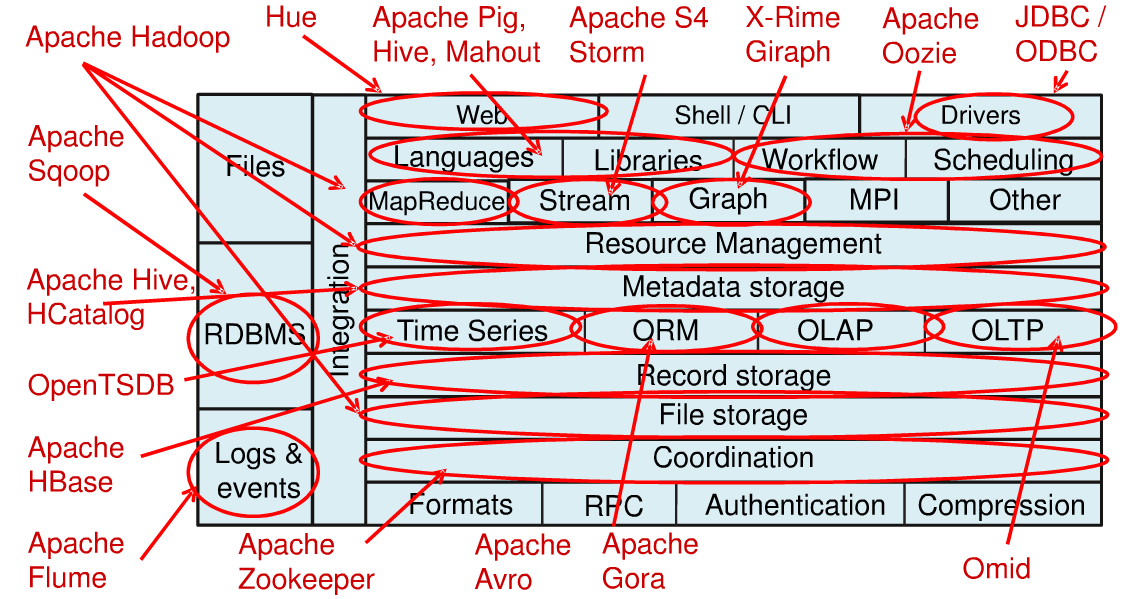 Apache Hadoop
Hue
Apache Pig,
Hive, Mahout
Apache S4
Storm
X-Rime
Giraph
Apache
Oozie
JDBC /
ODBC
Apache
Sqoop
Apache Hive,
HCatalog
OpenTSDB
Apache
HBase
Apache
Flume
Files
RDBMS
Logs &
events
Integration
Web
Shell / CLI
Drivers
Languages
Libraries
Workflow
Scheduling
MapReduce
Stream
Graph
MPI
Other
Resource Management
Metadata storage
Time Series
ORM
OLAP
OLTP
Record storage
File storage
Coordination
Formats
RPC
Authentication
Compression
Apache
Zookeeper
Apache
Avro
Apache
Gora
Omid